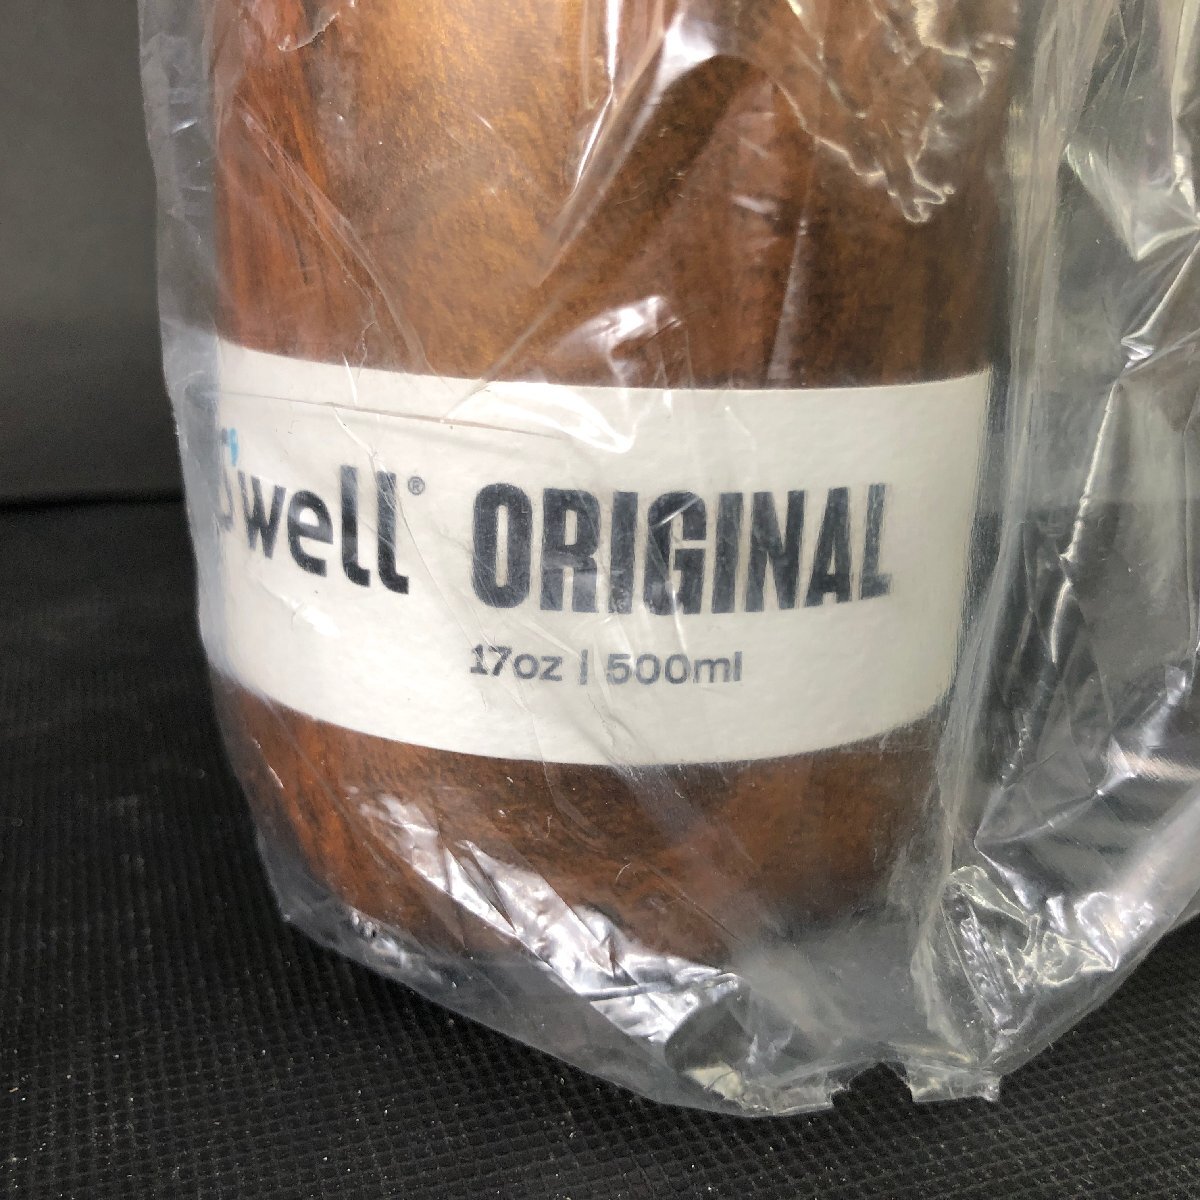 S'well® ORIGINAL
17oz | 500ml